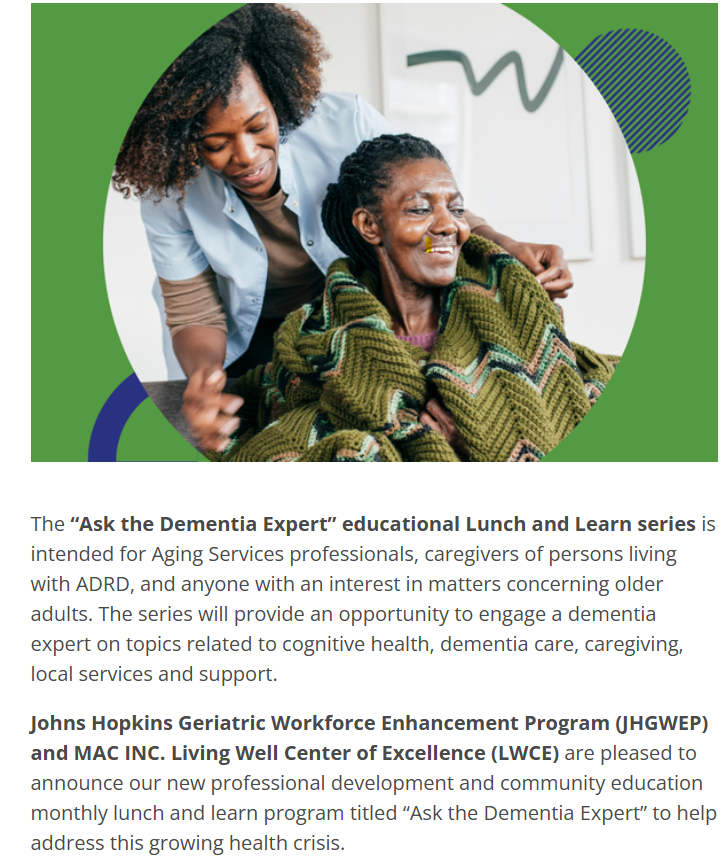 The “Ask the Dementia Expert” educational Lunch and Learn series is
intended for Aging Services professionals, caregivers of persons living
with ADRD, and anyone with an interest in matters concerning older
adults. The series will provide an opportunity to engage a dementia
expert on topics related to cognitive health, dementia care, caregiving,
local services and support.
Johns Hopkins Geriatric Workforce Enhancement Program (JHGWEP)
and MAC INC. Living Well Center of Excellence (LWCE) are pleased to
announce our new professional development and community education
monthly lunch and learn program titled “Ask the Dementia Expert” to help
address this growing health crisis.